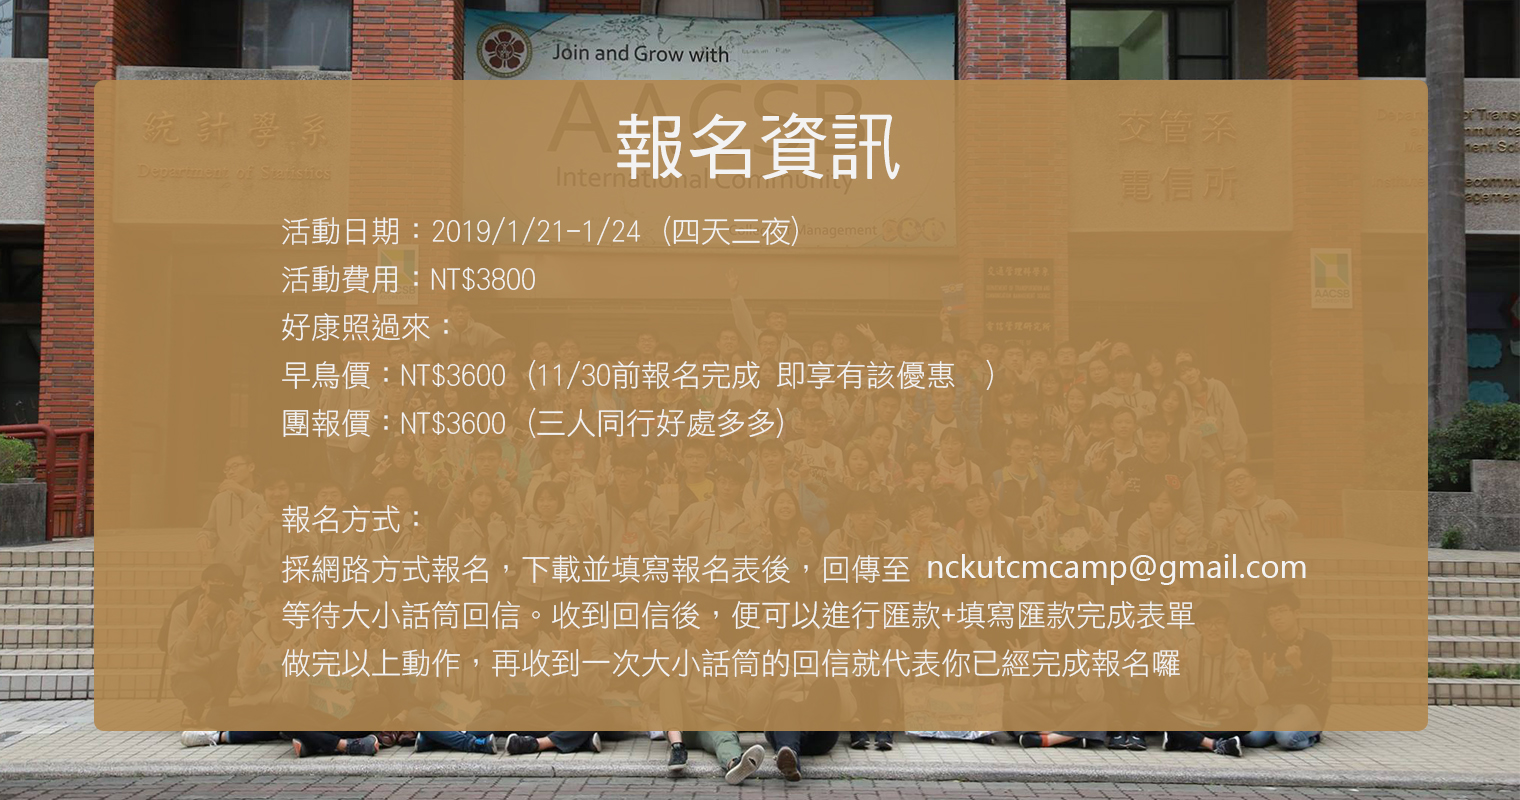 Join and Grow with
AACSB
International Community
統計學系
Department of Statistics
交管系
電信所
Management
AACSB
報名資訊
活動日期：2019/1/21-1/24 (四天三夜)
活動費用：NT$3800
好康照過來：
早鳥價：NT$3600 (11/30前報名完成 即享有該優惠 )
團報價：NT$3600 (三人同行好處多多)
報名方式：
採網路方式報名，下載並填寫報名表後，回傳至 nckutcmcamp@gmail.com
等待大小話筒回信。收到回信後，便可以進行匯款+填寫匯款完成表單
做完以上動作，再收到一次大小話筒的回信就代表你已經完成報名囉